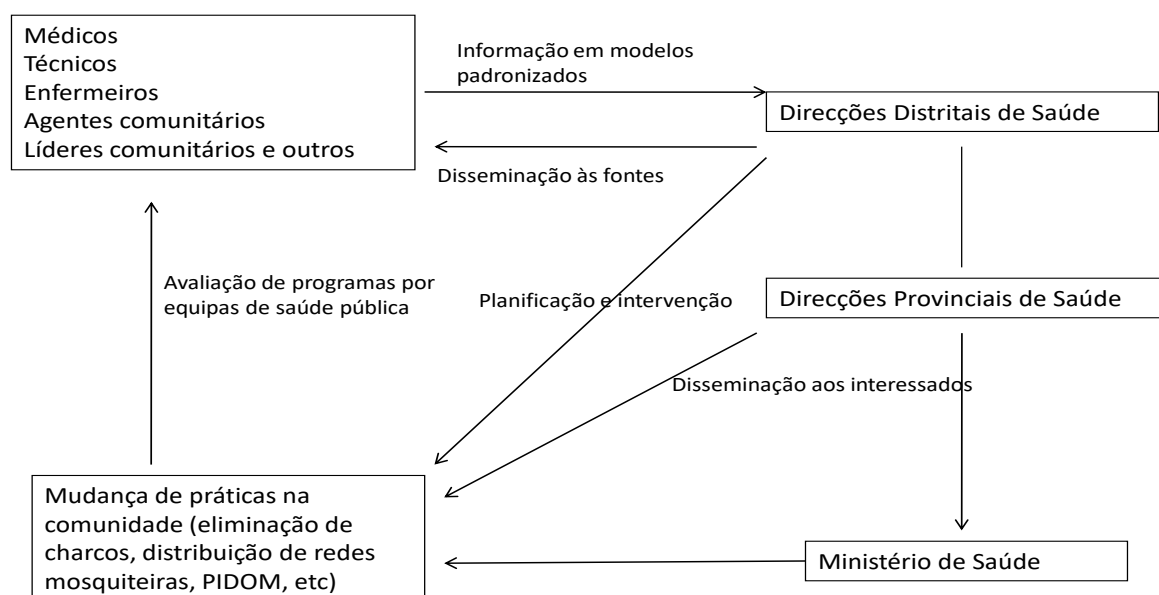 Médicos
Técnicos
Enfermeiros
Agentes comunitários
Líderes comunitários e outros
Informação em modelos
padronizados
Direcções Distritais de Saúde
Disseminação às fontes
Avaliação de programas por
equipas de saúde pública
Planificação e intervenção
Direcções Provinciais de Saúde
Disseminação aos interessados
Mudança de práticas na
comunidade (eliminação de
charcos, distribuição de redes
mosquiteiras, PIDOM, etc)
Ministério de Saúde